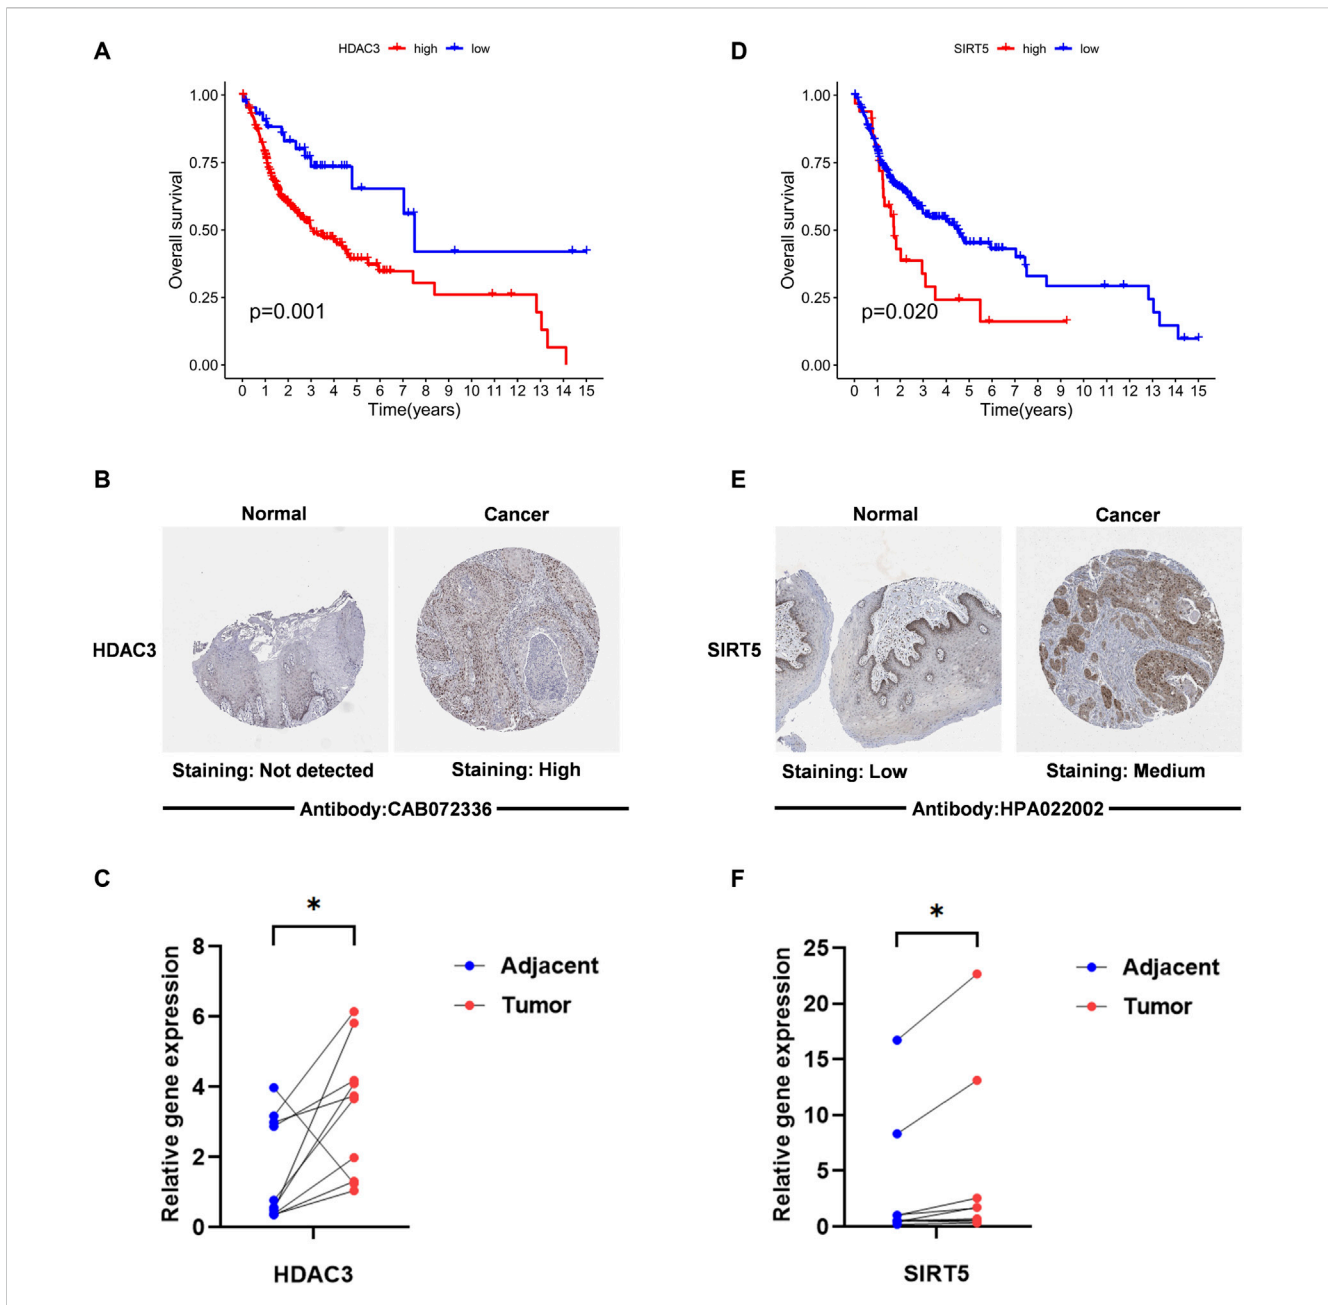 A
HDAC3 high low
1.00
0.75
0.50
0.25
0.00
Overall survival
p=0.001
0 1 2 3 4 5 6 7 8 9 10 11 12 13 14 15
Time(years)
D
SIRT5 high low
1.00
0.75
0.50
0.25
0.00
Overall survival
p=0.020
0 1 2 3 4 5 6 7 8 9 10 11 12 13 14 15
Time(years)
B
Normal Cancer
HDAC3
Staining: Not detected Staining: High
Antibody:CAB072336
E
Normal Cancer
SIRT5
Staining: Low Staining: Medium
Antibody:HPA022002
C
*
8
6
4
2
0
Relative gene expression
Adjacent
Tumor
HDAC3
F
*
25
20
15
10
5
0
Relative gene expression
Adjacent
Tumor
SIRT5